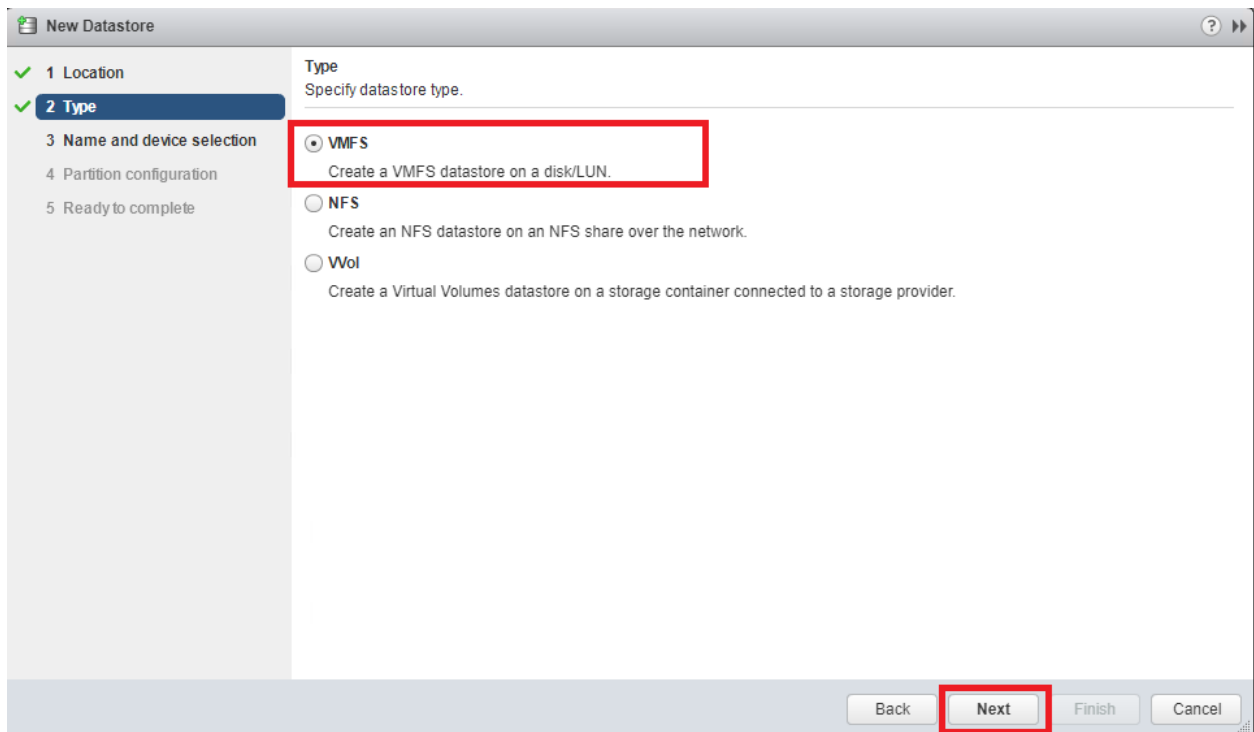 New Datastore
?
1 Location
2 Type
3 Name and device selection
4 Partition configuration
5 Ready to complete
Type
Specify datastore type.
VMFS
Create a VMFS datastore on a disk/LUN.
NFS
Create an NFS datastore on an NFS share over the network.
VVol
Create a Virtual Volumes datastore on a storage container connected to a storage provider.
Back Next Finish Cancel